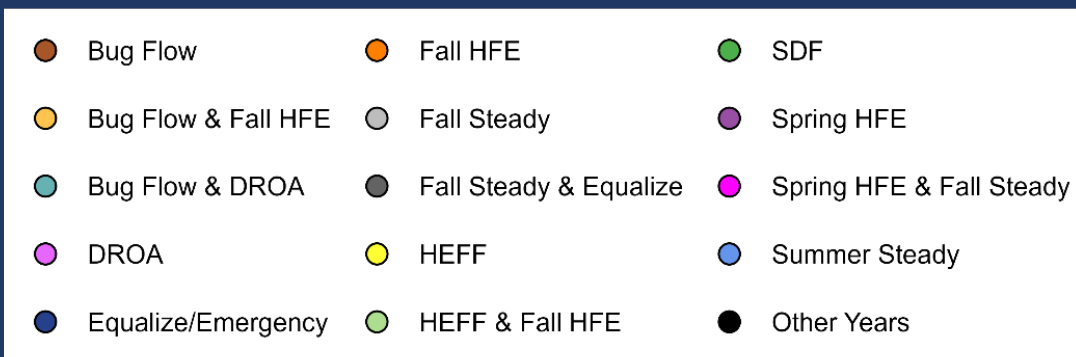 Bug Flow
Bug Flow & Fall HFE
Bug Flow & DROA
DROA
Equalize/Emergency
Fall HFE
Fall Steady
Fall Steady & Equalize
HEFF
HEFF & Fall HFE
SDF
Spring HFE
Spring HFE & Fall Steady
Summer Steady
Other Years